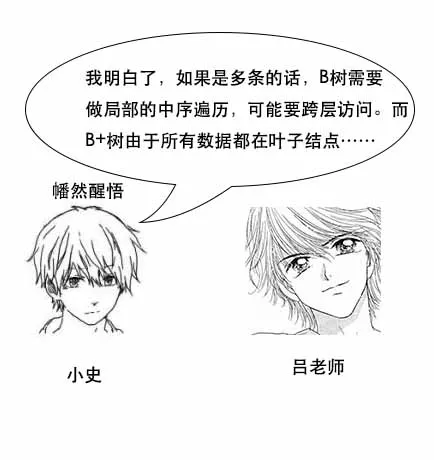 我明白了，如果是多条的话，B树需要
做局部的中序遍历，可能要跨层访问。而
B+树由于所有数据都在叶子结点……
幡然醒悟
小史
吕老师